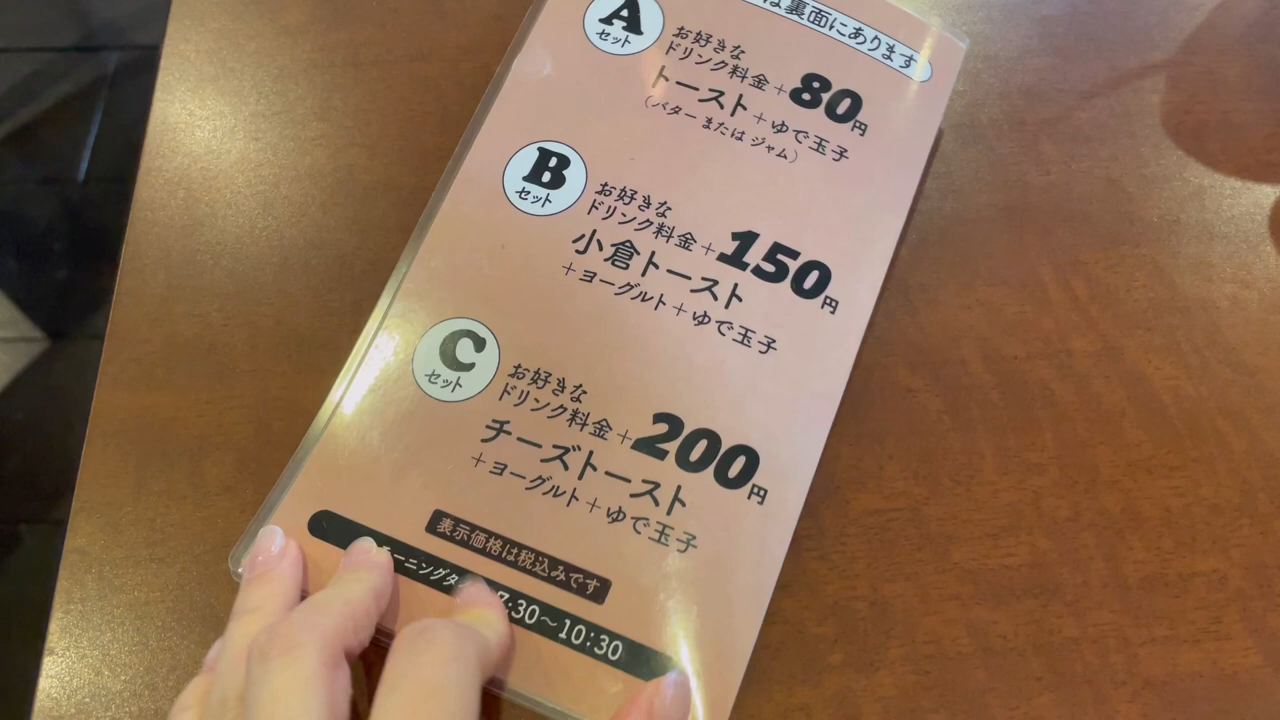 は裏面にあります
A
セット
お好きな
ドリンク料金+80円
トースト+ゆで玉子
(バターまたはジャム)
B
セット
お好きな
ドリンク料金+150円
小倉トースト
+ヨーグルト+ゆで玉子
C
セット
お好きな
ドリンク料金+200円
チーズトースト
+ヨーグルト+ゆで玉子
表示価格は税込みです
ーニングタ 7:30~10:30